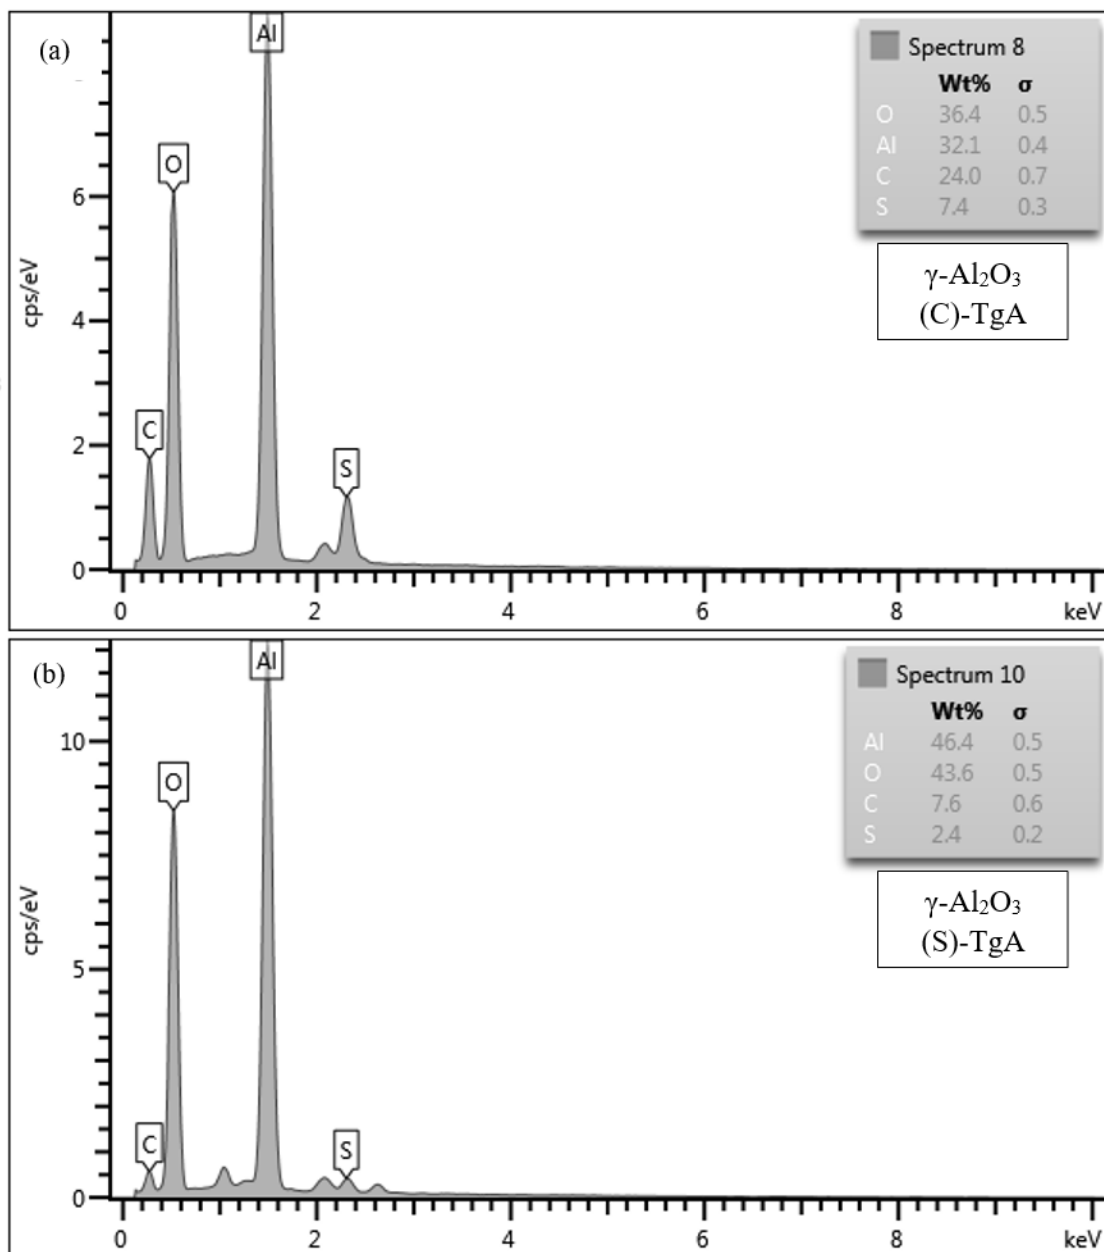 (a)
Al
O
C
S
cps/eV
6
4
2
0
0 2 4 6 8 keV
Spectrum 8
Wt% σ
O 36.4 0.5
Al 32.1 0.4
C 24.0 0.7
S 7.4 0.3
γ-Al₂O₃
(C)-TgA
(b)
Al
O
C
S
cps/eV
10
5
0
0 2 4 6 8 keV
Spectrum 10
Wt% σ
Al 46.4 0.5
O 43.6 0.5
C 7.6 0.6
S 2.4 0.2
γ-Al₂O₃
(S)-TgA